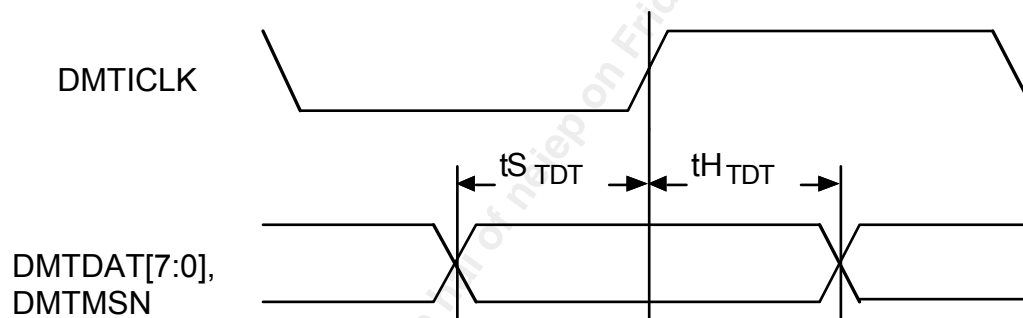 DMTICLK
tS TDT
tH TDT
DMTDAT[7:0],
DMTMSN